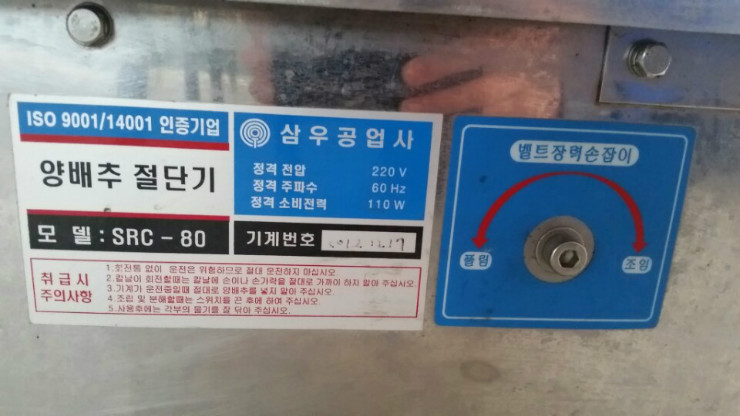 ISO 9001/14001 인증기업
양배추 절단기
모 델 : SRC - 80
삼우공업사
정격 전압 220 V
정격 주파수 60 Hz
정격 소비전력 110 W
기계번호
취급시
주의사항
1. 회전통 없이 운전은 위험하므로 절대 운전하지 마십시오.
2. 칼날이 회전할때는 칼날에 손이나 손가락을 절대로 가까이 하지 말아 주십시오.
3. 기계가 운전중일때 절대로 양배추를 넣지 말아 주십시오.
4. 조립 및 분해할때는 스위치를 끈 후에 하여 주십시오.
5. 사용후에는 각부의 물기를 잘 닦아 주십시오.
벨트장력손잡이
풀림
조임